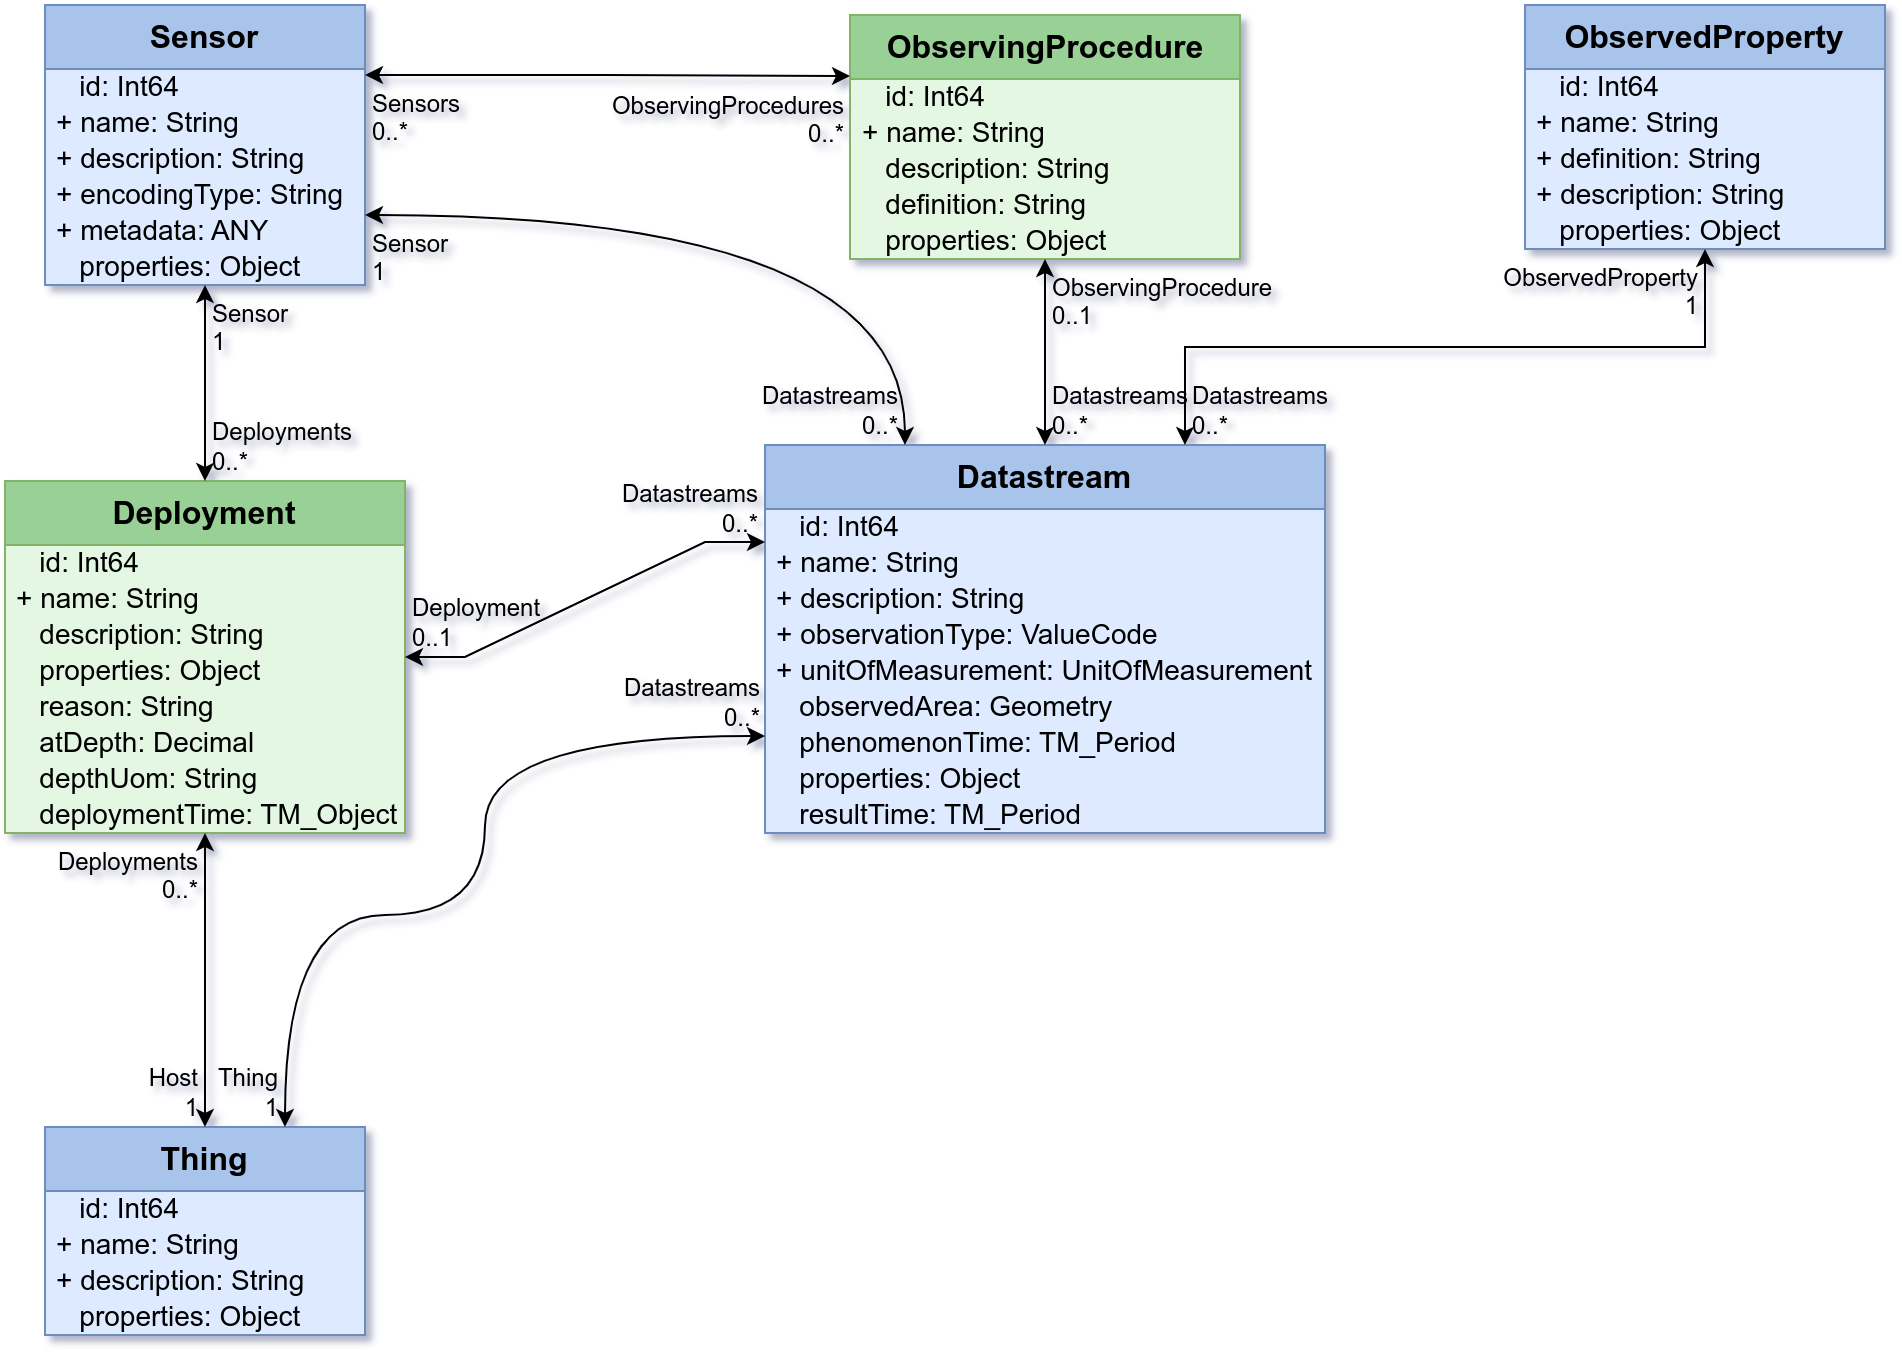 Sensor
id: Int64
+ name: String
+ description: String
+ encodingType: String
+ metadata: ANY
properties: Object
ObservingProcedure
id: Int64
+ name: String
description: String
definition: String
properties: Object
ObservedProperty
id: Int64
+ name: String
+ definition: String
+ description: String
properties: Object
Sensors
0..*
ObservingProcedures
0..*
Sensor
1
Sensor
1
ObservingProcedure
0..1
ObservedProperty
1
Deployments
0..*
Datastreams
0..*
Datastreams
0..*
Datastreams
0..*
Deployment
id: Int64
+ name: String
description: String
properties: Object
reason: String
atDepth: Decimal
depthUom: String
deploymentTime: TM_Object
Datastreams
0..*
Deployment
0..1
Datastreams
0..*
Datastream
id: Int64
+ name: String
+ description: String
+ observationType: ValueCode
+ unitOfMeasurement: UnitOfMeasurement
observedArea: Geometry
phenomenonTime: TM_Period
properties: Object
resultTime: TM_Period
Deployments
0..*
Host
1
Thing
1
Thing
id: Int64
+ name: String
+ description: String
properties: Object